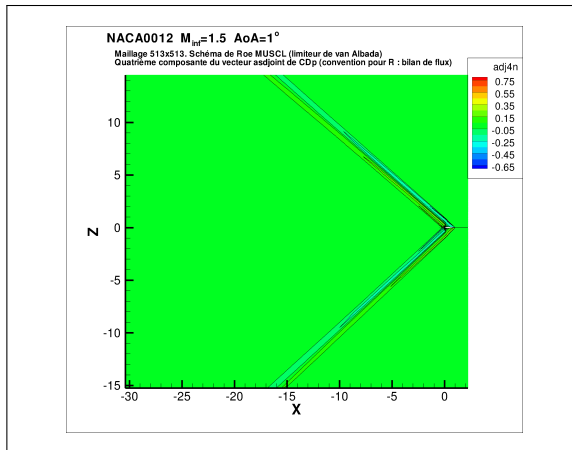 NACA0012 M_inf=1.5 AoA=1°
Maillage 513x513. Schéma de Roe MUSCL (limiteur de van Albada)
Quatrième composante du vecteur asdjoint de CDp (convention pour R : bilan de flux)
adj4n
0.75
0.55
0.35
0.15
-0.05
-0.25
-0.45
-0.65
10
5
0
-5
-10
-15
Z
-30 -25 -20 -15 -10 -5 0
X